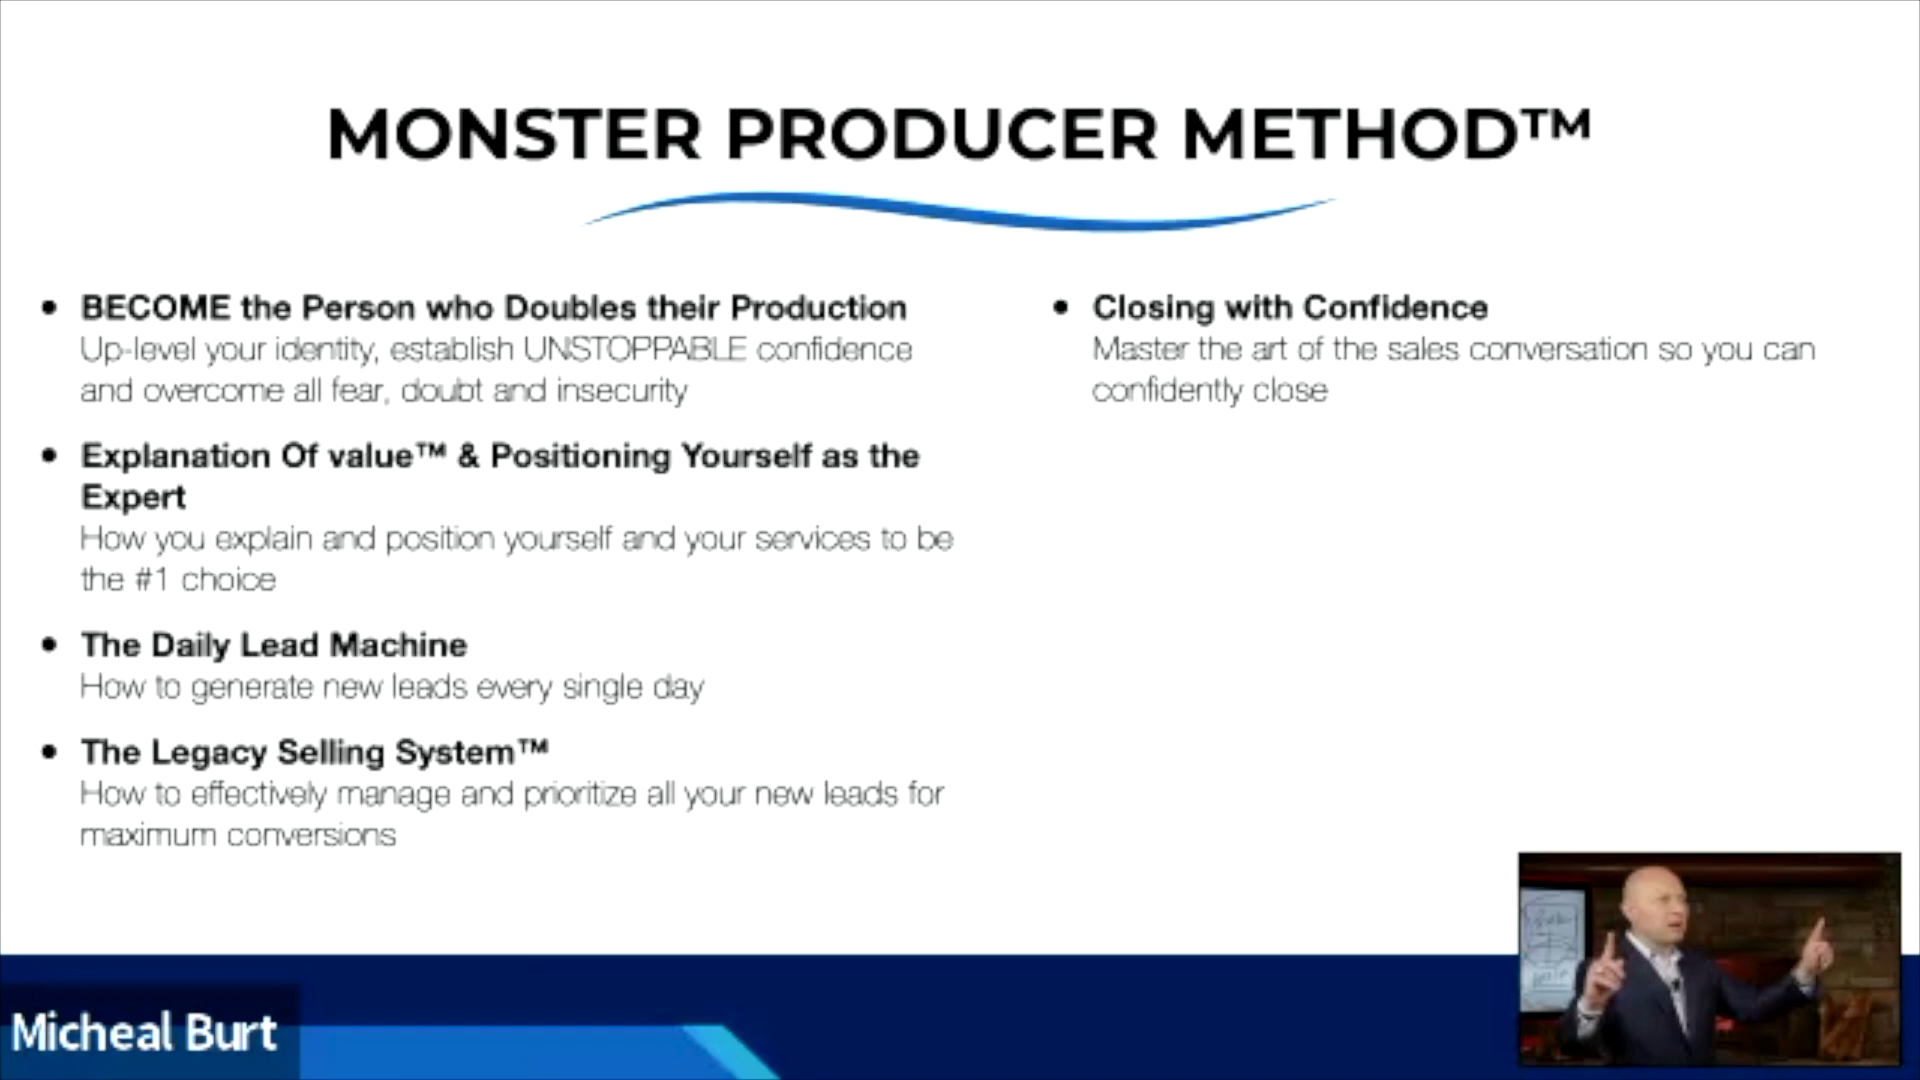 MONSTER PRODUCER METHOD™
• BECOME the Person who Doubles their Production
Up-level your identity, establish UNSTOPPABLE confidence
and overcome all fear, doubt and insecurity
• Explanation Of value™ & Positioning Yourself as the
Expert
How you explain and position yourself and your services to be
the #1 choice
• The Daily Lead Machine
How to generate new leads every single day
• The Legacy Selling System™
How to effectively manage and prioritize all your new leads for
maximum conversions
• Closing with Confidence
Master the art of the sales conversation so you can
confidently close
Micheal Burt